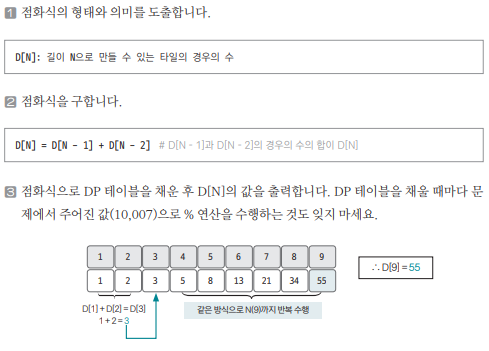 1 점화식의 형태와 의미를 도출합니다.
D[N]: 길이 N으로 만들 수 있는 타일의 경우의 수
2 점화식을 구합니다.
D[N] = D[N - 1] + D[N - 2] # D[N - 1]과 D[N - 2]의 경우의 수의 합이 D[N]
3 점화식으로 DP 테이블을 채운 후 D[N]의 값을 출력합니다. DP 테이블을 채울 때마다 문
제에서 주어진 값(10,007)으로 % 연산을 수행하는 것도 잊지 마세요.
1 2 3 4 5 6 7 8 9
1 2 3 5 8 13 21 34 55
∴ D[9] = 55
D[1] + D[2] = D[3]
1 + 2 = 3
같은 방식으로 N(9)까지 반복 수행